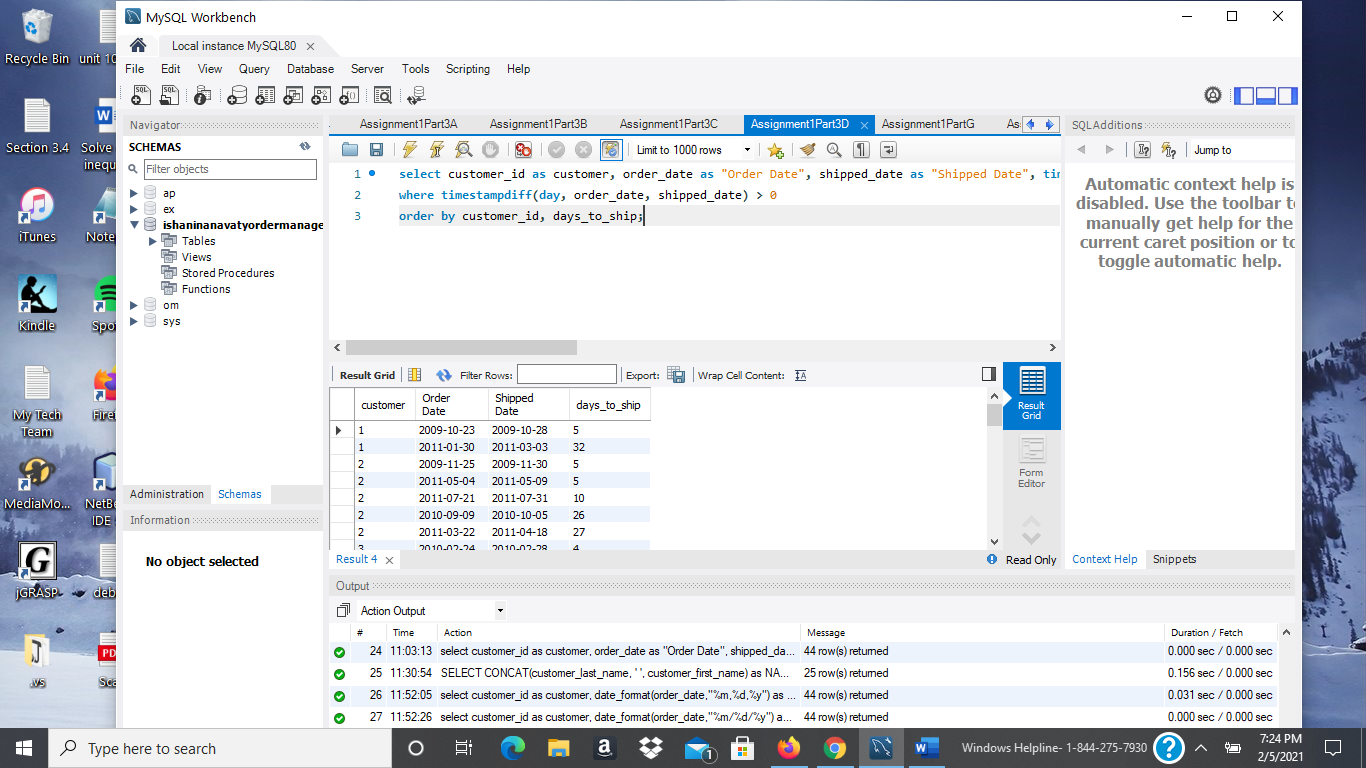 Recycle Bin
unit 10
Section 3.4
Solve
inequ
iTunes
Note
Kindle
Spot
My Tech
Team
Firef
MediaMo...
NetBe
IDE
jGRASP
deb
.vs
PDF
Sca
MySQL Workbench
Local instance MySQL80
File Edit View Query Database Server Tools Scripting Help
Navigator
SCHEMAS
Filter objects
ap
ex
ishaninanavatyordermanage
Tables
Views
Stored Procedures
Functions
om
sys
Administration Schemas
Information
No object selected
Assignment1Part3A Assignment1Part3B Assignment1Part3C Assignment1Part3D Assignment1PartG As
Limit to 1000 rows
1 select customer_id as customer, order_date as "Order Date", shipped_date as "Shipped Date", tim
2 where timestampdiff(day, order_date, shipped_date) > 0
3 order by customer_id, days_to_ship;
Result Grid Filter Rows: Export: Wrap Cell Content:
customer Order Date Shipped Date days_to_ship
1 2009-10-23 2009-10-28 5
1 2011-01-30 2011-03-03 32
2 2009-11-25 2009-11-30 5
2 2011-05-04 2011-05-09 5
2 2011-07-21 2011-07-31 10
2 2010-09-09 2010-10-05 26
2 2011-03-22 2011-04-18 27
3 2010-02-24 2010-02-28 4
Result Grid
Form Editor
Result 4
Read Only
SQLAdditions
Jump to
Automatic context help is
disabled. Use the toolbar to
manually get help for the
current caret position or to
toggle automatic help.
Context Help Snippets
Output
Action Output
# Time Action Message Duration / Fetch
24 11:03:13 select customer_id as customer, order_date as "Order Date", shipped_da... 44 row(s) returned 0.000 sec / 0.000 sec
25 11:30:54 SELECT CONCAT(customer_last_name, ' ', customer_first_name) as NA... 25 row(s) returned 0.156 sec / 0.000 sec
26 11:52:05 select customer_id as customer, date_format(order_date,"%m,%d,%y") as ... 44 row(s) returned 0.031 sec / 0.000 sec
27 11:52:26 select customer_id as customer, date_format(order_date,"%m/%d/%y") a... 44 row(s) returned 0.000 sec / 0.000 sec
Type here to search
Windows Helpline- 1-844-275-7930
7:24 PM
2/5/2021